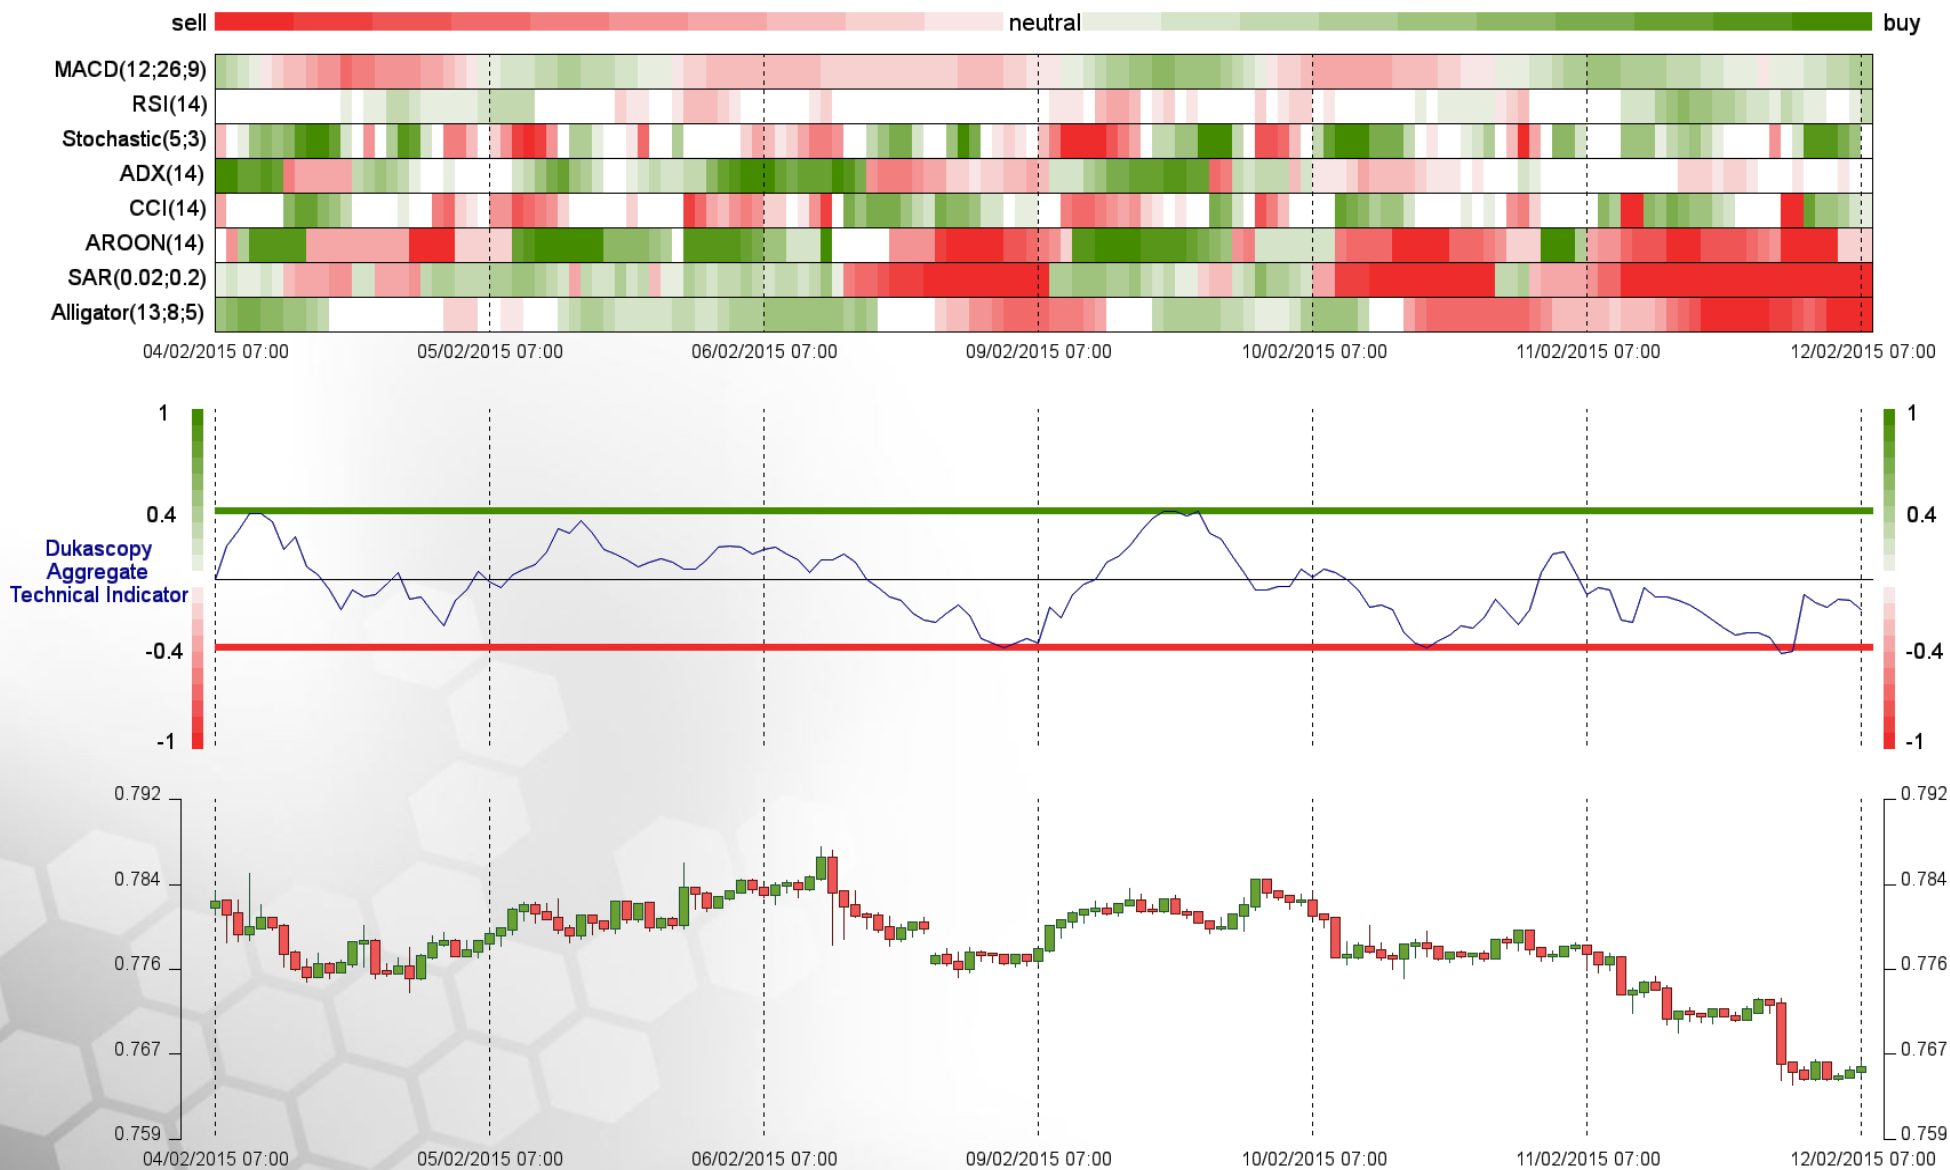 sell neutral buy
MACD(12;26;9)
RSI(14)
Stochastic(5;3)
ADX(14)
CCI(14)
AROON(14)
SAR(0.02;0.2)
Alligator(13;8;5)
04/02/2015 07:00 05/02/2015 07:00 06/02/2015 07:00 09/02/2015 07:00 10/02/2015 07:00 11/02/2015 07:00 12/02/2015 07:00
1 1
0.4 0.4
Dukascopy
Aggregate
Technical Indicator
-0.4 -0.4
-1 -1
0.792 0.792
0.784 0.784
0.776 0.776
0.767 0.767
0.759 0.759
04/02/2015 07:00 05/02/2015 07:00 06/02/2015 07:00 09/02/2015 07:00 10/02/2015 07:00 11/02/2015 07:00 12/02/2015 07:00